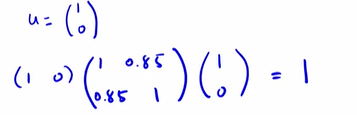 u = (1 0)
(1 0) (1 0.85 0.85 1) (1 0) = 1